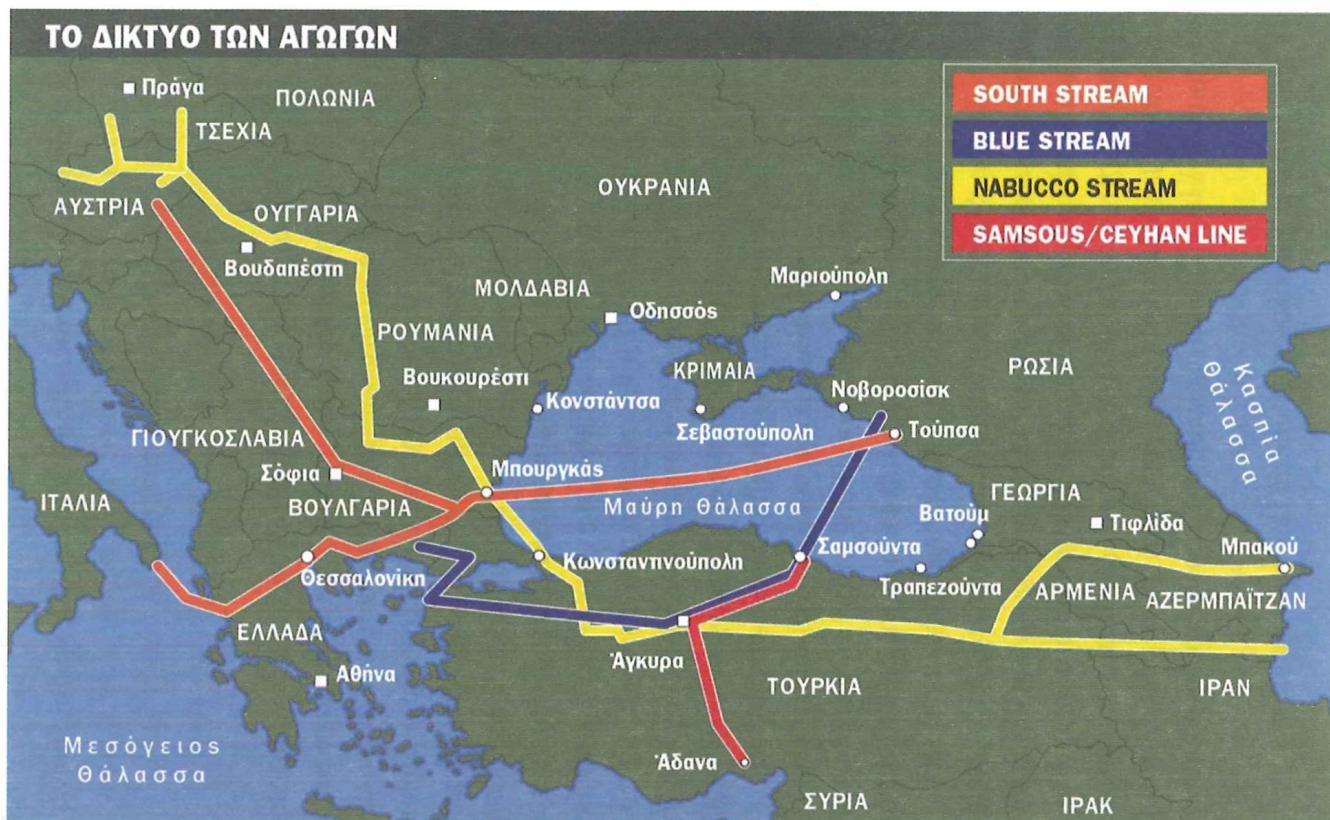 ΤΟ ΔΙΚΤΥΟ ΤΩΝ ΑΓΩΓΩΝ
SOUTH STREAM
BLUE STREAM
NABUCCO STREAM
SAMSOUS/CEYHAN LINE
Πράγα
ΠΟΛΩΝΙΑ
ΤΣΕΧΙΑ
ΟΥΚΡΑΝΙΑ
ΑΥΣΤΡΙΑ
ΟΥΓΓΑΡΙΑ
Βουδαπέστη
ΜΟΛΔΑΒΙΑ
Μαριούπολη
Οδησσός
ΡΟΥΜΑΝΙΑ
ΚΡΙΜΑΙΑ
ΡΩΣΙΑ
Κασπία
Θάλασσα
Βουκουρέστι
Κονστάντσα
Νοβοροσίσκ
Σεβαστούπολη
Τούπσα
ΓΙΟΥΓΚΟΣΛΑΒΙΑ
Σόφια
Μπουργκάς
ΙΤΑΛΙΑ
ΒΟΥΛΓΑΡΙΑ
Μαύρη Θάλασσα
ΓΕΩΡΓΙΑ
Βατούμ
Τιφλίδα
Θεσσαλονίκη
Κωνσταντινούπολη
Σαμσούντα
Μπακού
Τραπεζούντα
ΑΡΜΕΝΙΑ
ΑΖΕΡΜΠΑΪΤΖΑΝ
ΕΛΛΑΔΑ
Άγκυρα
Αθήνα
ΤΟΥΡΚΙΑ
ΙΡΑΝ
Μεσόγειος
Θάλασσα
Άδανα
ΣΥΡΙΑ
ΙΡΑΚ